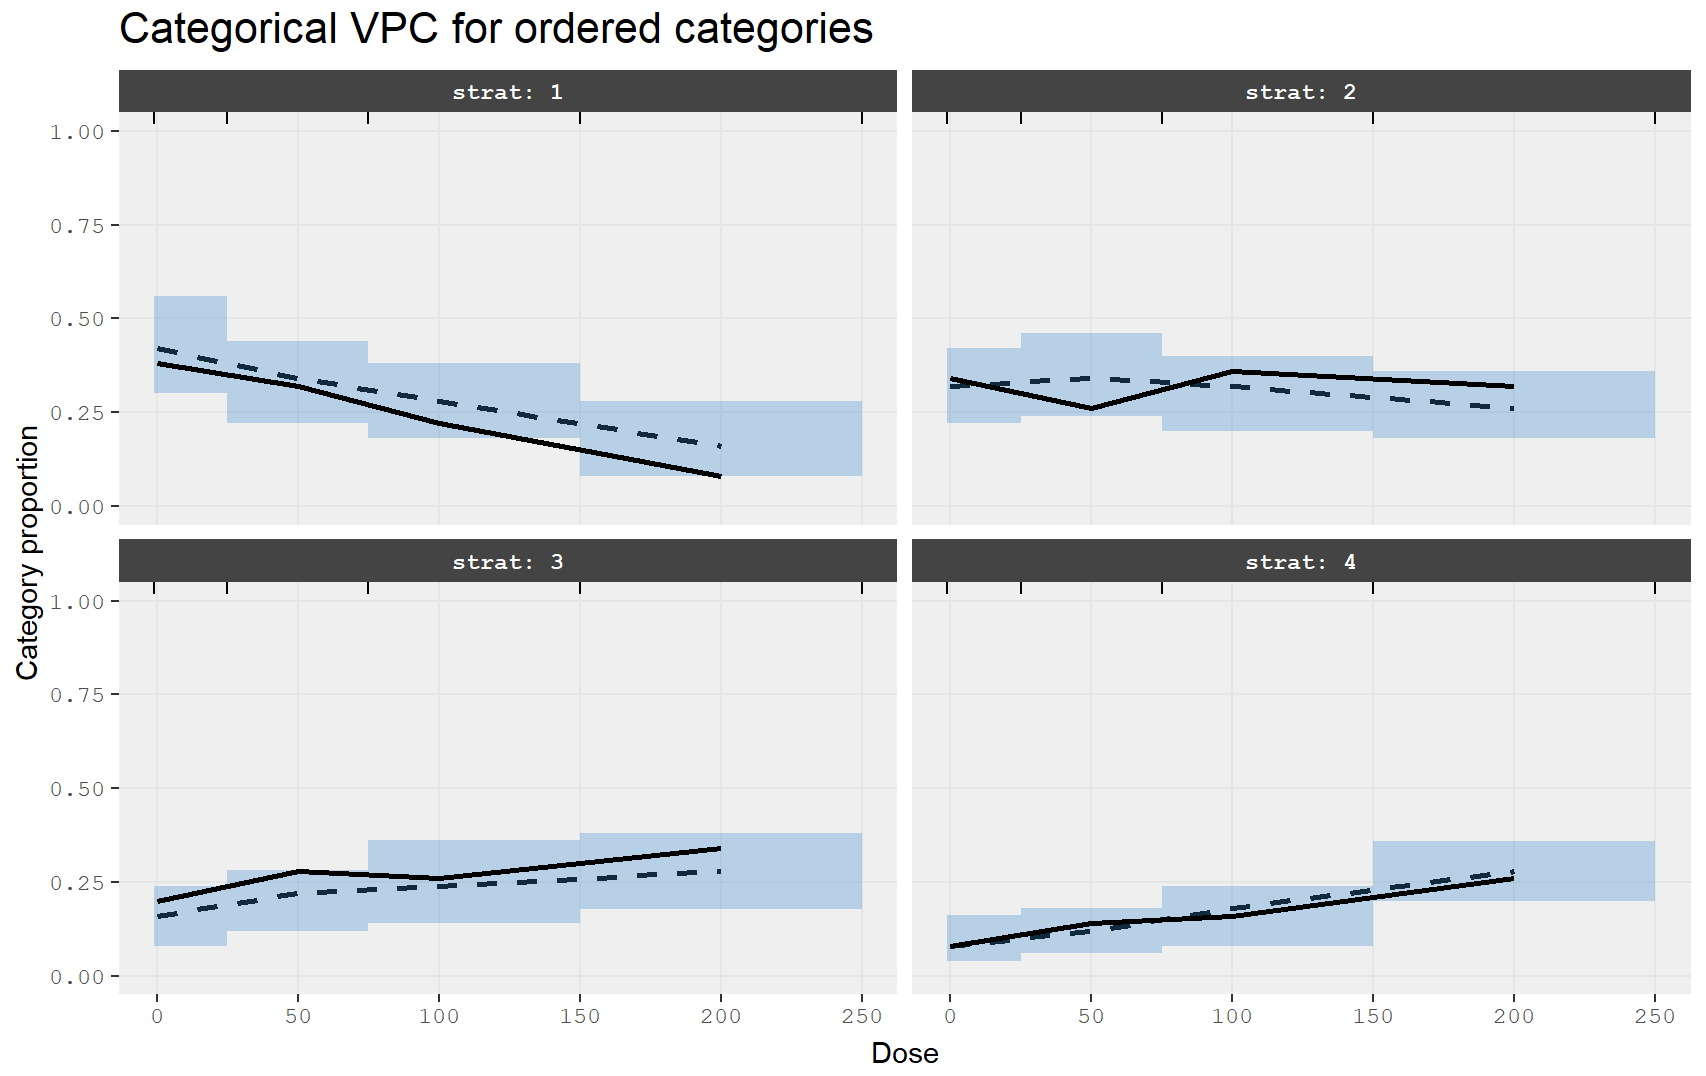 Categorical VPC for ordered categories
strat: 1
strat: 2
1.00
0.75
0.50
0.25
0.00
Category proportion
strat: 3
strat: 4
1.00
0.75
0.50
0.25
0.00
0 50 100 150 200 250
0 50 100 150 200 250
Dose